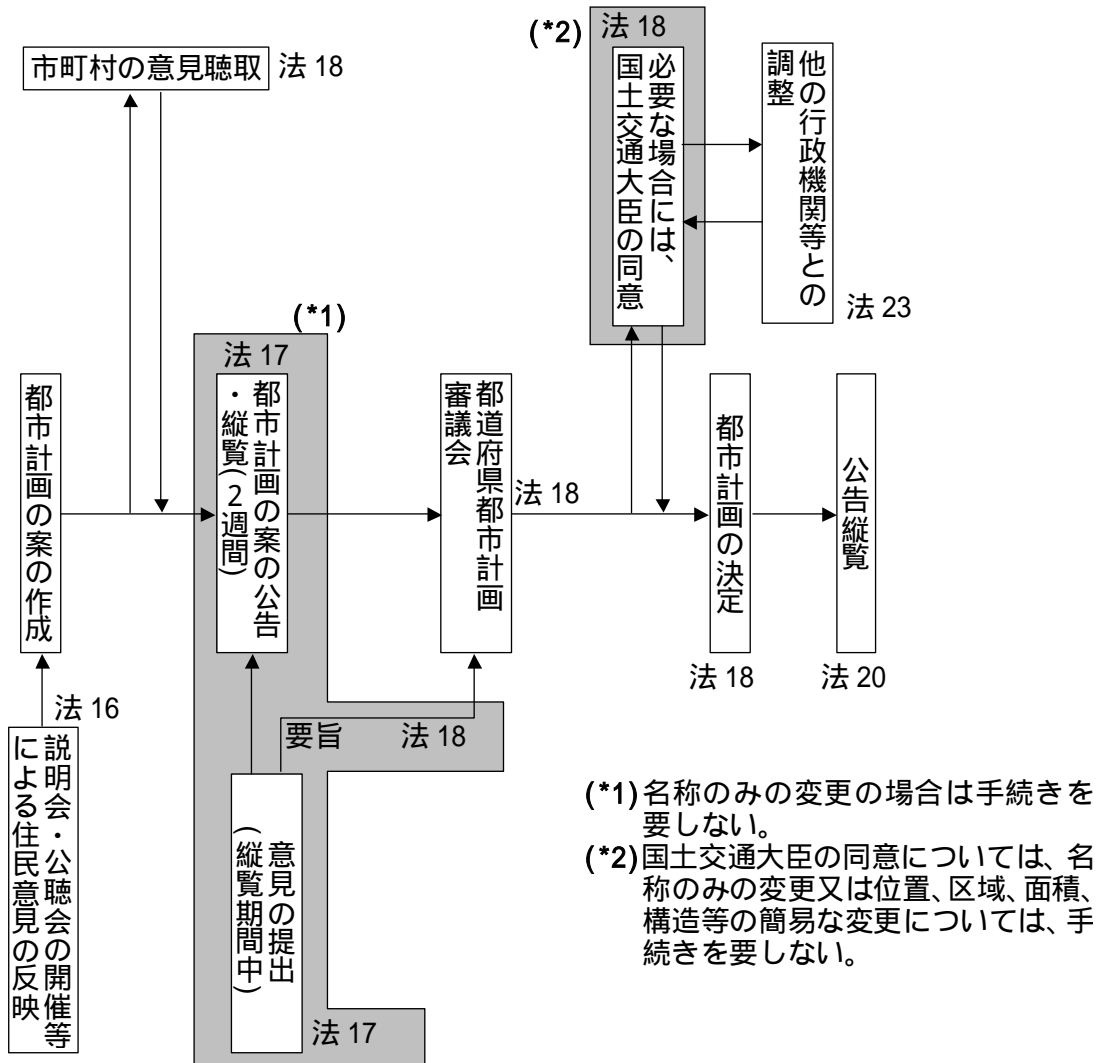 市町村の意見聴取
法 18
(*2)
法 18
必要な場合には、
国土交通大臣の同意
他の行政機関等との
調整
法 23
(*1)
法 17
都市計画の案の作成
都市計画の案の公告
・縦覧(2週間)
都道府県都市計画
審議会
法 18
都市計画の決定
法 18
公告縦覧
法 20
法 16
説明会・公聴会の開催等
による住民意見の反映
要旨
法 18
意見の提出
(縦覧期間中)
法 17
(*1)名称のみの変更の場合は手続きを
要しない。
(*2)国土交通大臣の同意については、名
称のみの変更又は位置、区域、面積、
構造等の簡易な変更については、手
続きを要しない。